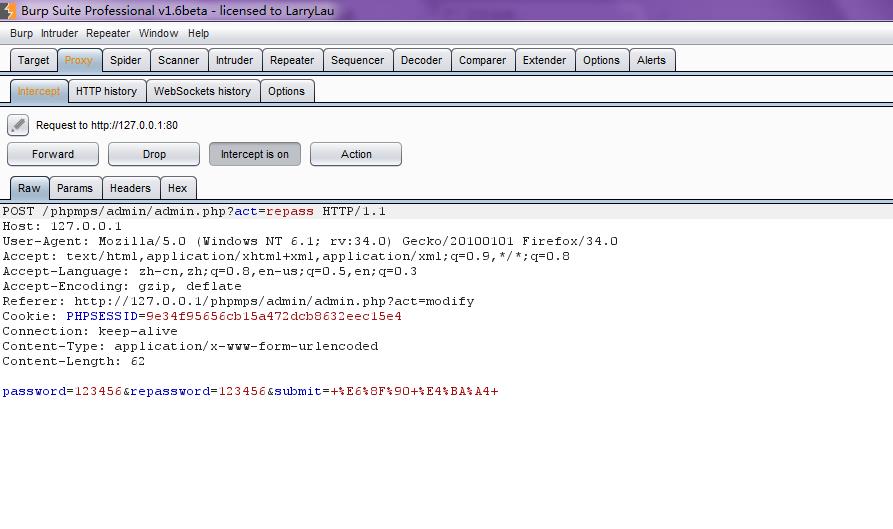 Burp Suite Professional v1.6beta - licensed to LarryLau
Burp Intruder Repeater Window Help
Target Proxy Spider Scanner Intruder Repeater Sequencer Decoder Comparer Extender Options Alerts
Intercept HTTP history WebSockets history Options
Request to http://127.0.0.1:80
Forward Drop Intercept is on Action
Raw Params Headers Hex
POST /phpmps/admin/admin.php?act=repass HTTP/1.1
Host: 127.0.0.1
User-Agent: Mozilla/5.0 (Windows NT 6.1; rv:34.0) Gecko/20100101 Firefox/34.0
Accept: text/html,application/xhtml+xml,application/xml;q=0.9,*/*;q=0.8
Accept-Language: zh-cn,zh;q=0.8,en-us;q=0.5,en;q=0.3
Accept-Encoding: gzip, deflate
Referer: http://127.0.0.1/phpmps/admin/admin.php?act=modify
Cookie: PHPSESSID=9e34f95656cb15a472dcb8632eec15e4
Connection: keep-alive
Content-Type: application/x-www-form-urlencoded
Content-Length: 62
password=123456&repassword=123456&submit=+%E6%8F%90+%E4%BA%A4+